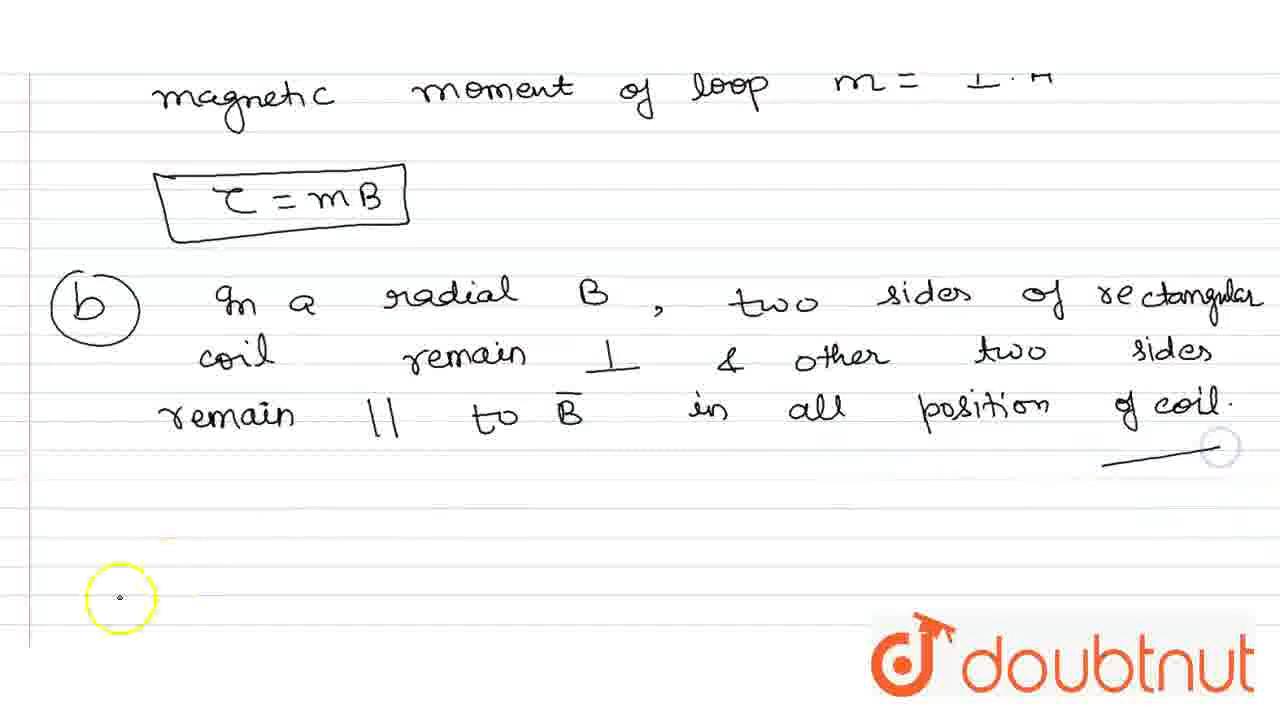 magnetic moment of loop m =
τ = mB
b In a radial B, two sides of rectangular
coil remain ⊥ & other two sides
remain || to B̅ in all position of coil.
doubtnut